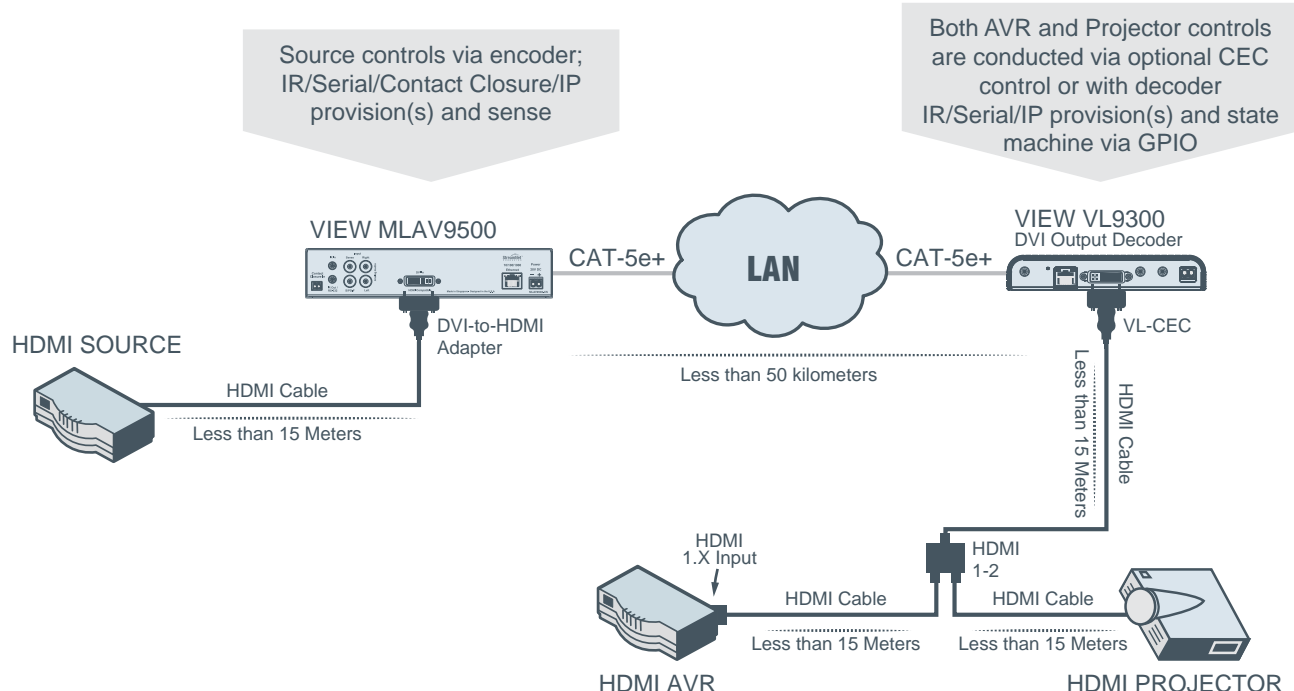 Source controls via encoder;
IR/Serial/Contact Closure/IP
provision(s) and sense
Both AVR and Projector controls
are conducted via optional CEC
control or with decoder
IR/Serial/IP provision(s) and state
machine via GPIO
VIEW MLAV9500
CAT-5e+
LAN
CAT-5e+
VIEW VL9300
DVI Output Decoder
DVI-to-HDMI
Adapter
VL-CEC
HDMI SOURCE
HDMI Cable
Less than 15 Meters
Less than 50 kilometers
Less than 15 Meters
HDMI Cable
HDMI
1.X Input
HDMI
1-2
HDMI Cable
Less than 15 Meters
HDMI Cable
Less than 15 Meters
HDMI AVR
HDMI PROJECTOR